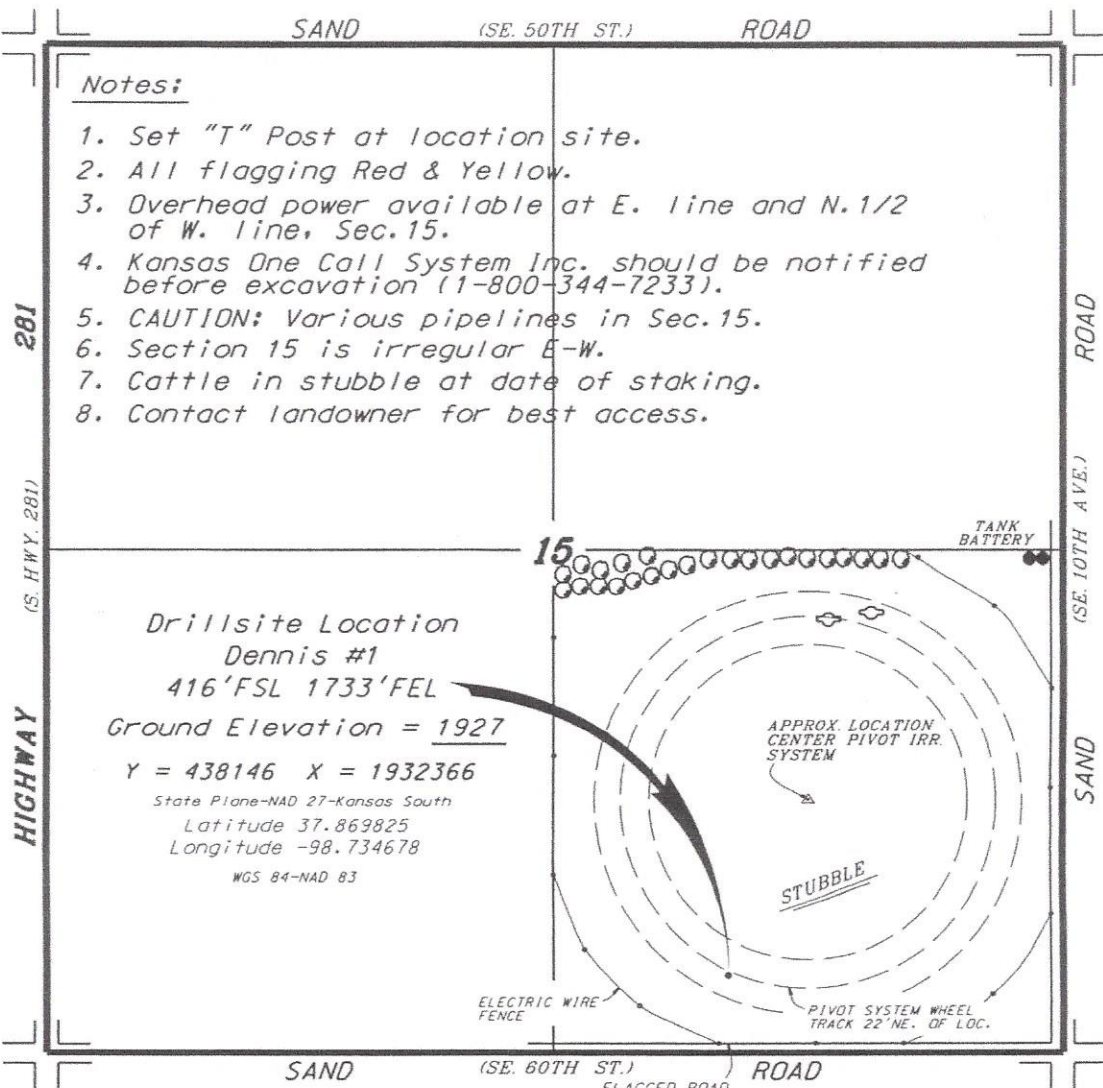 SAND (SE. 50TH ST.) ROAD
Notes:
1. Set "T" Post at location site.
2. All flagging Red & Yellow.
3. Overhead power available at E. line and N.1/2
of W. line, Sec.15.
4. Kansas One Call System Inc. should be notified
before excavation (1-800-344-7233).
5. CAUTION: Various pipelines in Sec.15.
6. Section 15 is irregular E-W.
7. Cattle in stubble at date of staking.
8. Contact landowner for best access.
HIGHWAY (S. HWY. 281) 281
SAND (SE. 10TH AVE.) ROAD
15
TANK
BATTERY
Drillsite Location
Dennis #1
416'FSL 1733'FEL
Ground Elevation = 1927
Y = 438146 X = 1932366
State Plane-NAD 27-Kansas South
Latitude 37.869825
Longitude -98.734678
WGS 84-NAD 83
APPROX. LOCATION
CENTER PIVOT IRR.
SYSTEM
STUBBLE
ELECTRIC WIRE
FENCE
PIVOT SYSTEM WHEEL
TRACK 22'NE. OF LOC.
SAND (SE. 60TH ST.) ROAD
FLAGGED ROAD